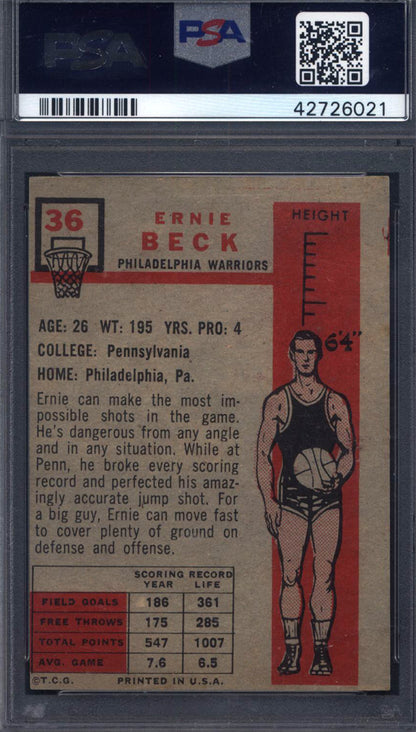 PSA
PSA
42726021
36
ERNIE
BECK
PHILADELPHIA WARRIORS
HEIGHT
6'4"
AGE: 26 WT: 195 YRS. PRO: 4
COLLEGE: Pennsylvania
HOME: Philadelphia, Pa.
Ernie can make the most im-
possible shots in the game.
He's dangerous from any angle
and in any situation. While at
Penn, he broke every scoring
record and perfected his amaz-
ingly accurate jump shot. For
a big guy, Ernie can move fast
to cover plenty of ground on
defense and offense.
SCORING RECORD
YEAR LIFE
FIELD GOALS 186 361
FREE THROWS 175 285
TOTAL POINTS 547 1007
AVG. GAME 7.6 6.5
©T.C.G. PRINTED IN U.S.A.